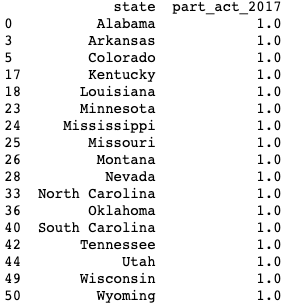 state part_act_2017
0 Alabama 1.0
3 Arkansas 1.0
5 Colorado 1.0
17 Kentucky 1.0
18 Louisiana 1.0
23 Minnesota 1.0
24 Mississippi 1.0
25 Missouri 1.0
26 Montana 1.0
28 Nevada 1.0
33 North Carolina 1.0
36 Oklahoma 1.0
40 South Carolina 1.0
42 Tennessee 1.0
44 Utah 1.0
49 Wisconsin 1.0
50 Wyoming 1.0